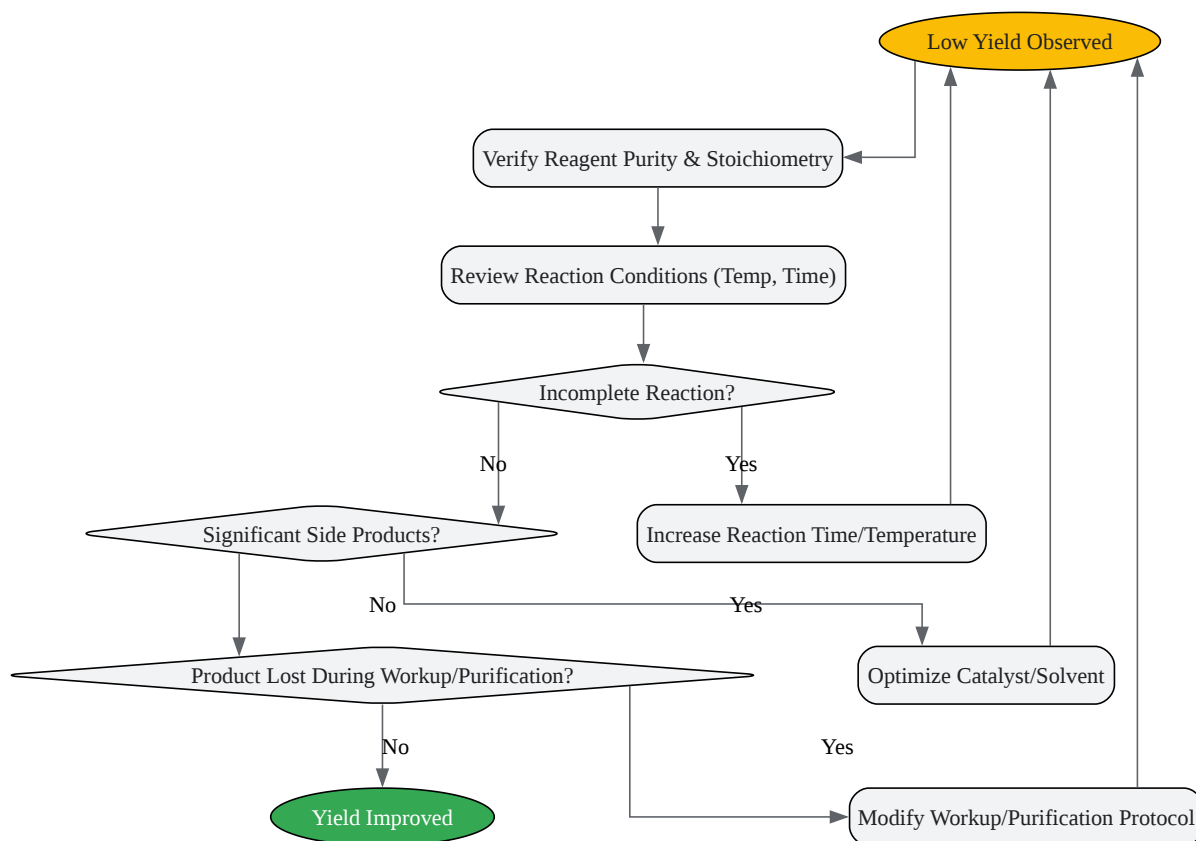 Low Yield Observed
Verify Reagent Purity & Stoichiometry
Review Reaction Conditions (Temp, Time)
Incomplete Reaction?
No
Yes
Significant Side Products?
Increase Reaction Time/Temperature
No
Yes
Product Lost During Workup/Purification?
Optimize Catalyst/Solvent
No
Yes
Yield Improved
Modify Workup/Purification Protocol